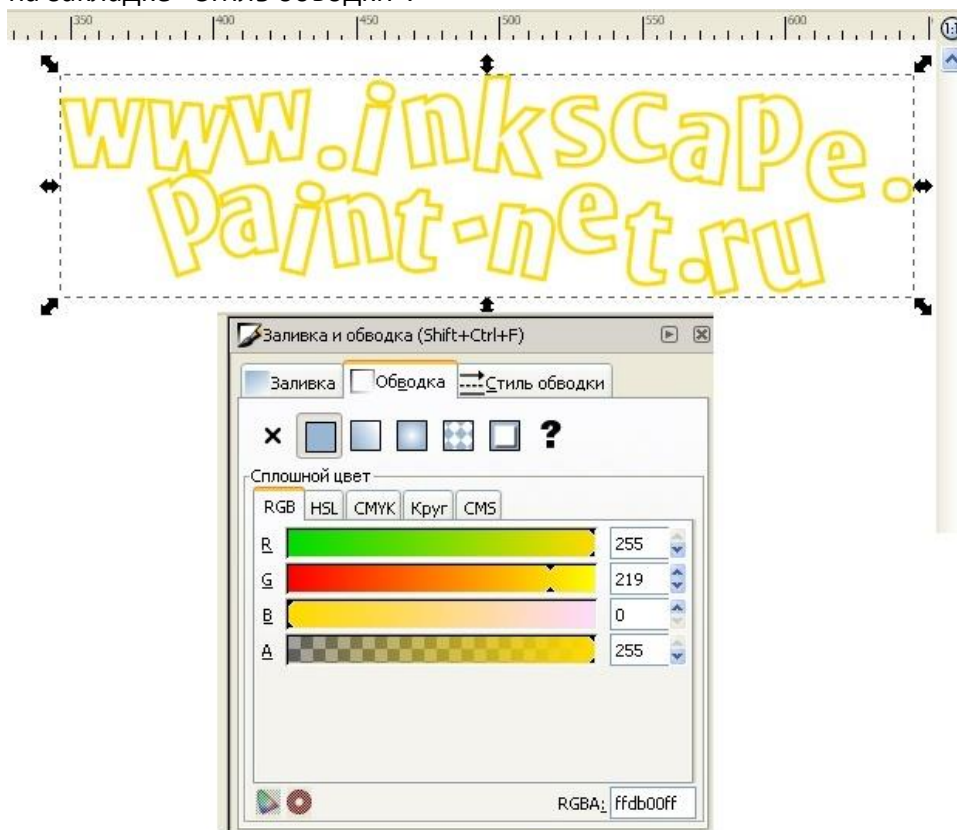 на закладке "Стиль обводки".
350 400 450 500 550 600
www.inkscape.
paint-net.ru
Заливка и обводка (Shift+Ctrl+F)
Заливка Обводка Стиль обводки
?
Сплошной цвет
RGB HSL CMYK Круг CMS
R 255
G 219
B 0
A 255
RGBA: ffdb00ff